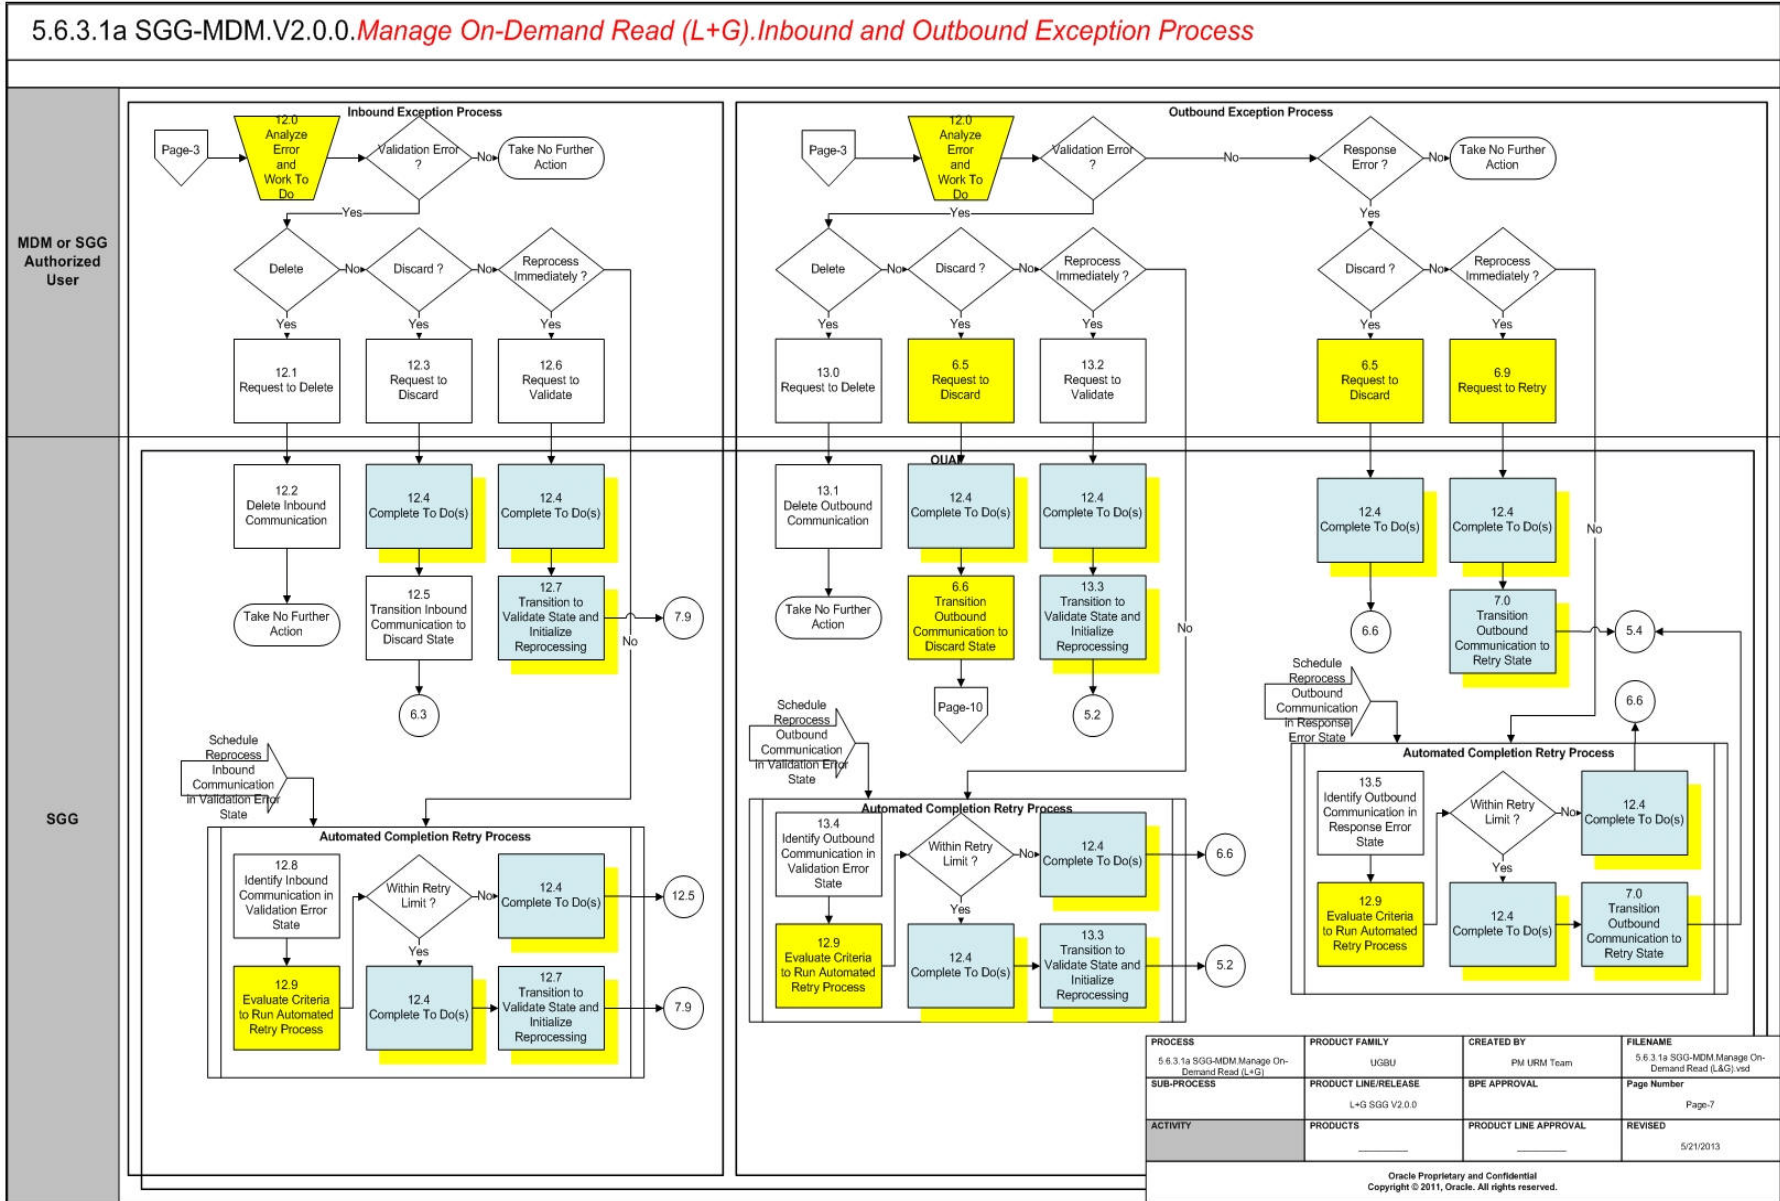 5.6.3.1a SGG-MDM.V2.0.0.Manage On-Demand Read (L+G).Inbound and Outbound Exception Process
MDM or SGG
Authorized
User
SGG
Inbound Exception Process
Page-3
12.0
Analyze
Error
and
Work To
Do
Validation Error
?
No
Take No Further
Action
Yes
Delete
No
Discard ?
No
Reprocess
Immediately ?
Yes
Yes
Yes
12.1
Request to Delete
12.3
Request to
Discard
12.6
Request to
Validate
12.2
Delete Inbound
Communication
12.4
Complete To Do(s)
12.4
Complete To Do(s)
Take No Further
Action
12.5
Transition Inbound
Communication to
Discard State
12.7
Transition to
Validate State and
Initialize
Reprocessing
7.9
No
6.3
Schedule
Reprocess
Inbound
Communication
in Validation Error
State
Automated Completion Retry Process
12.8
Identify Inbound
Communication in
Validation Error
State
Within Retry
Limit ?
No
12.4
Complete To Do(s)
12.5
Yes
12.9
Evaluate Criteria
to Run Automated
Retry Process
12.4
Complete To Do(s)
12.7
Transition to
Validate State and
Initialize
Reprocessing
7.9
Outbound Exception Process
Page-3
12.0
Analyze
Error
and
Work To
Do
Validation Error
?
No
Response
Error ?
No
Take No Further
Action
Yes
Yes
Delete
No
Discard ?
No
Reprocess
Immediately ?
Discard ?
No
Reprocess
Immediately ?
Yes
Yes
Yes
Yes
Yes
13.0
Request to Delete
6.5
Request to
Discard
13.2
Request to
Validate
6.5
Request to
Discard
6.9
Request to Retry
OUAF
13.1
Delete Outbound
Communication
12.4
Complete To Do(s)
12.4
Complete To Do(s)
12.4
Complete To Do(s)
12.4
Complete To Do(s)
No
Take No Further
Action
6.6
Transition
Outbound
Communication to
Discard State
13.3
Transition to
Validate State and
Initialize
Reprocessing
No
6.6
7.0
Transition
Outbound
Communication to
Retry State
5.4
Page-10
5.2
6.6
Schedule
Reprocess
Outbound
Communication
in Validation Error
State
Schedule
Reprocess
Outbound
Communication
in Response
Error State
Automated Completion Retry Process
13.4
Identify Outbound
Communication in
Validation Error
State
Within Retry
Limit ?
No
12.4
Complete To Do(s)
6.6
Yes
12.9
Evaluate Criteria
to Run Automated
Retry Process
12.4
Complete To Do(s)
13.3
Transition to
Validate State and
Initialize
Reprocessing
5.2
Automated Completion Retry Process
13.5
Identify Outbound
Communication in
Response Error
State
Within Retry
Limit ?
No
12.4
Complete To Do(s)
Yes
12.9
Evaluate Criteria
to Run Automated
Retry Process
12.4
Complete To Do(s)
7.0
Transition
Outbound
Communication to
Retry State
PROCESS
5.6.3.1a SGG-MDM.Manage On-
Demand Read (L+G)
PRODUCT FAMILY
UGBU
CREATED BY
PM URM Team
FILENAME
5.6.3.1a SGG-MDM.Manage On-
Demand Read (L&G).vsd
SUB-PROCESS
PRODUCT LINE/RELEASE
L+G SGG V2.0.0
BPE APPROVAL
Page Number
Page-7
ACTIVITY
PRODUCTS
PRODUCT LINE APPROVAL
REVISED
5/21/2013
Oracle Proprietary and Confidential
Copyright © 2011, Oracle. All rights reserved.